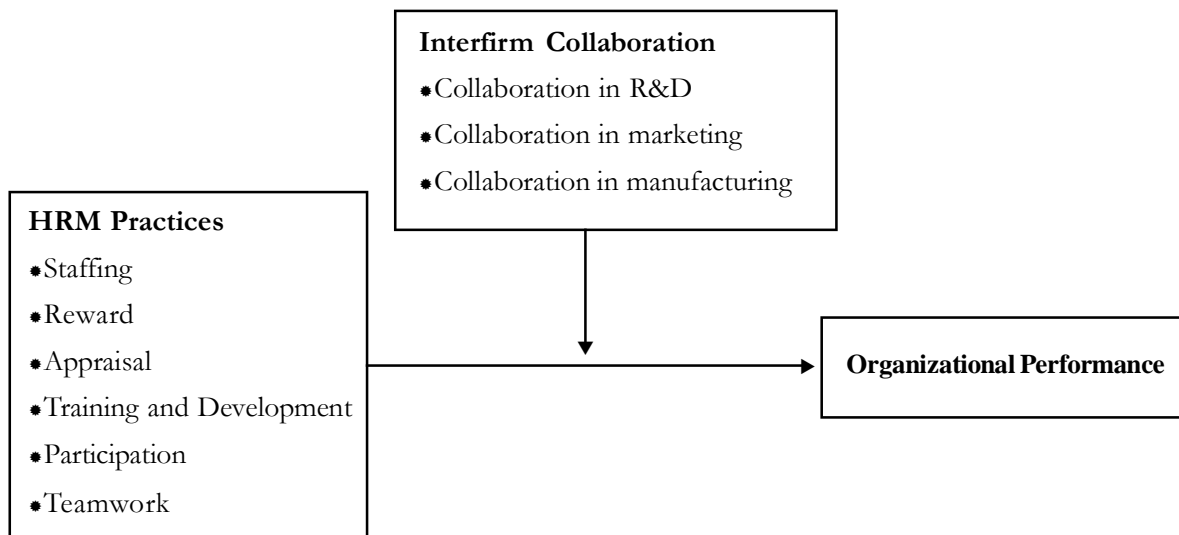 Interfirm Collaboration
●Collaboration in R&D
●Collaboration in marketing
●Collaboration in manufacturing
HRM Practices
●Staffing
●Reward
●Appraisal
●Training and Development
●Participation
●Teamwork
Organizational Performance